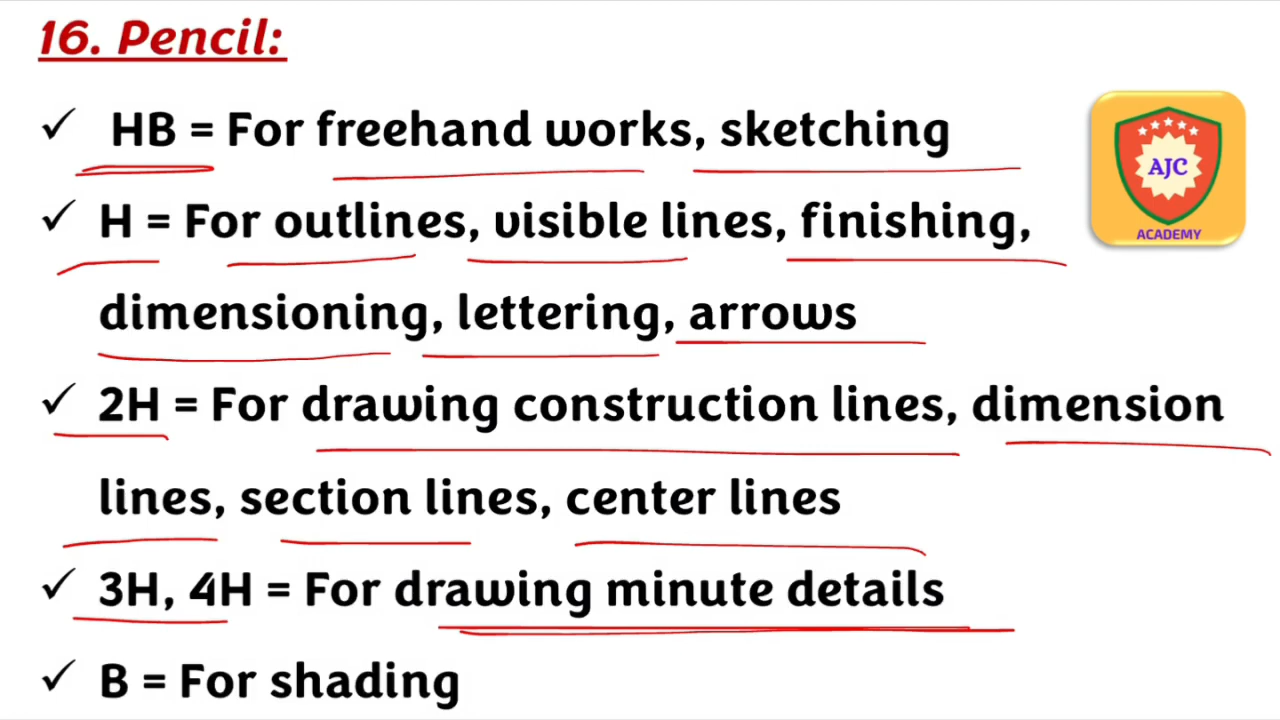 16. Pencil:
✓ HB = For freehand works, sketching
✓ H = For outlines, visible lines, finishing,
dimensioning, lettering, arrows
✓ 2H = For drawing construction lines, dimension
lines, section lines, center lines
✓ 3H, 4H = For drawing minute details
✓ B = For shading
AJC
ACADEMY